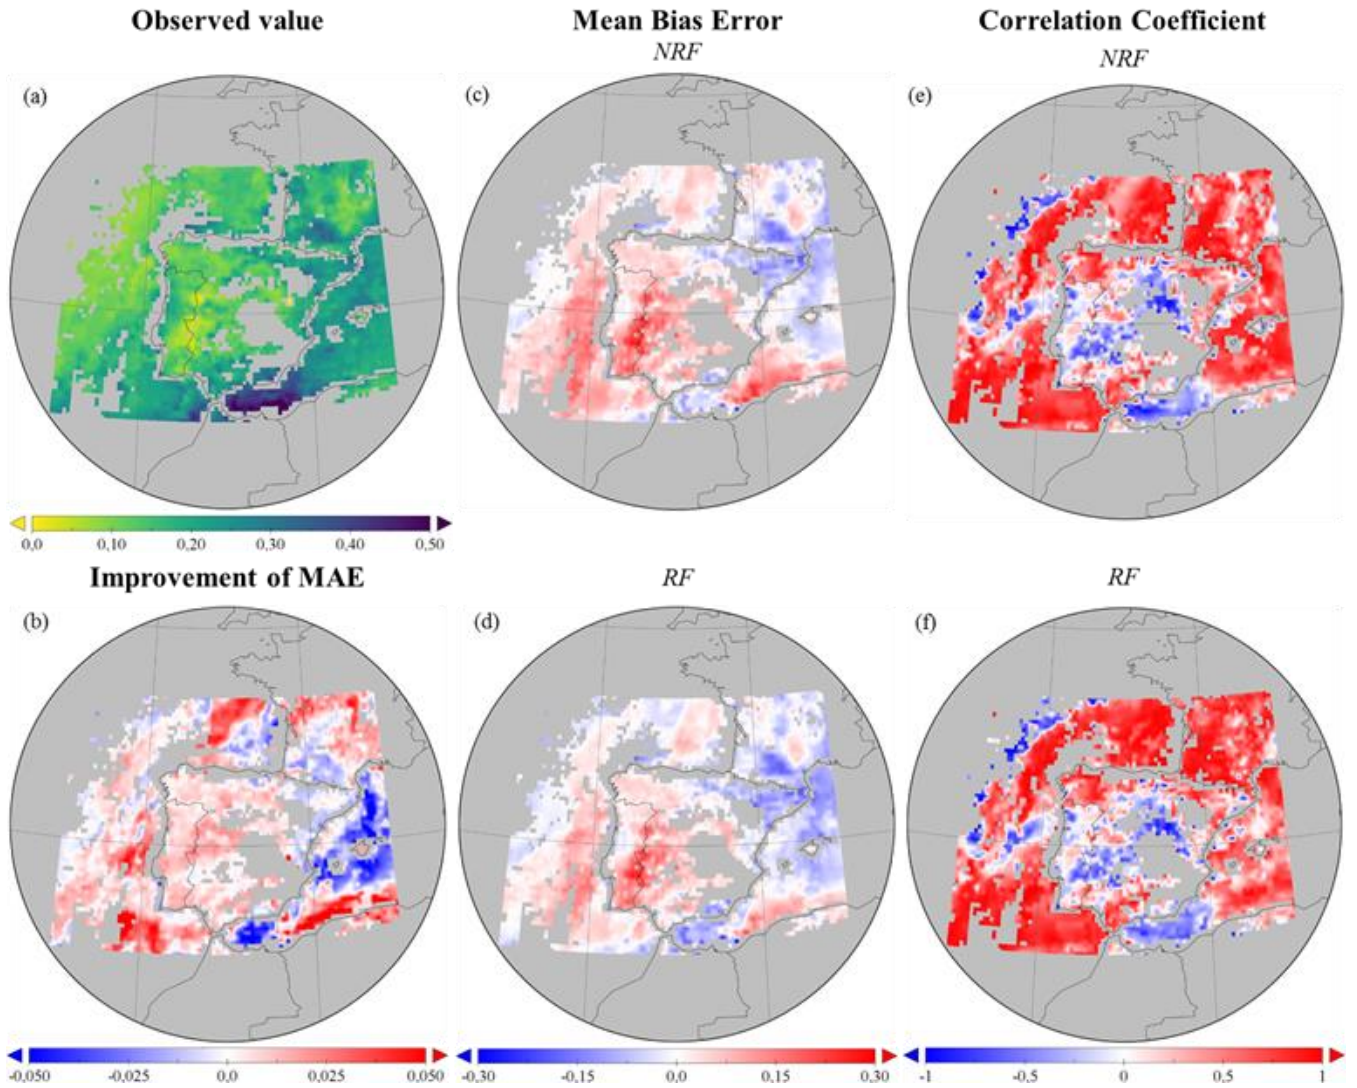 Observed value
Mean Bias Error
Correlation Coefficient
NRF
NRF
(a)
(c)
(e)
0,0 0,10 0,20 0,30 0,40 0,50
Improvement of MAE
RF
RF
(b)
(d)
(f)
-0,050 -0,025 0,0 0,025 0,050
-0,30 -0,15 0,0 0,15 0,30
-1 -0,5 0 0,5 1